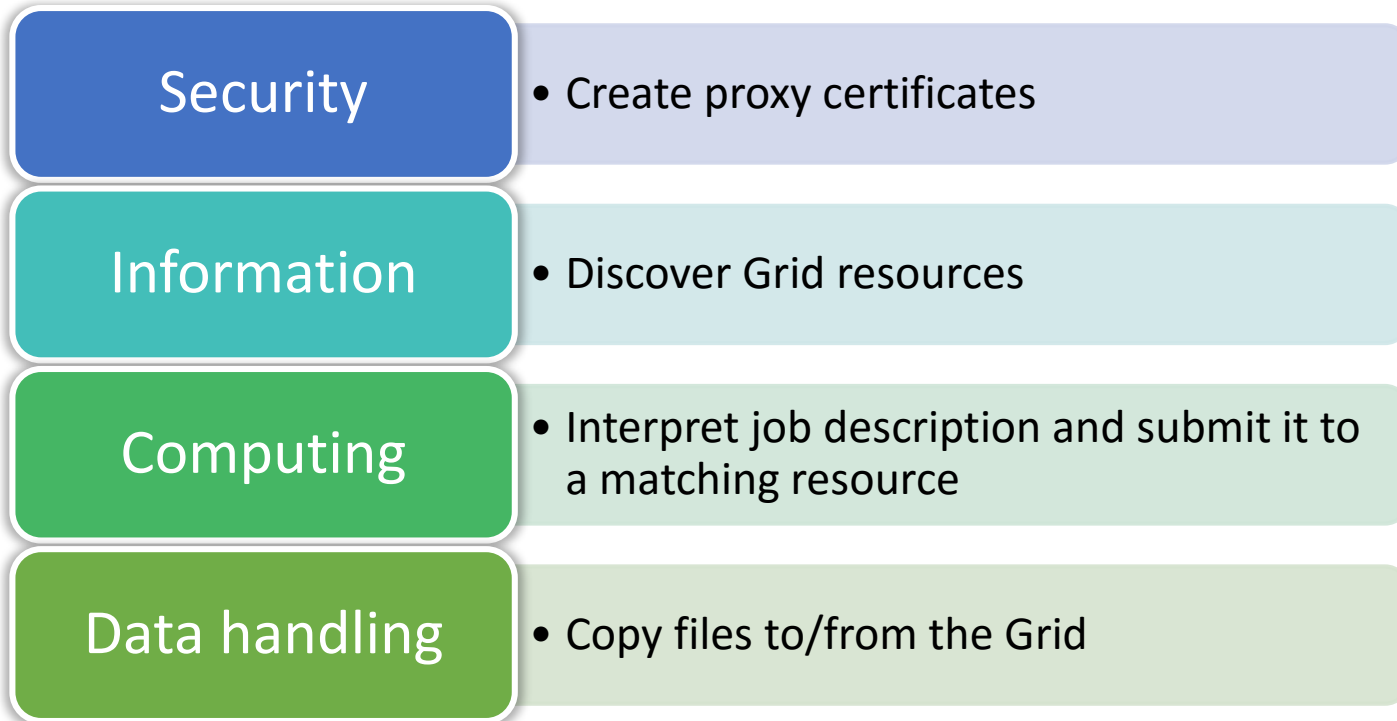 Security
• Create proxy certificates
Information
• Discover Grid resources
Computing
• Interpret job description and submit it to
a matching resource
Data handling
• Copy files to/from the Grid